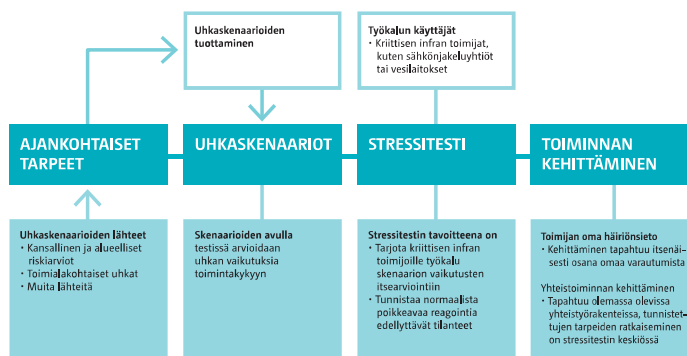 Uhkaskenaarioiden
tuottaminen
Työkalun käyttäjät
· Kriittisen infran toimijat,
kuten sähkönjakeluyhtiöt
tai vesilaitokset
AJANKOHTAISET
TARPEET
UHKASKENAARIOT
STRESSITESTI
TOIMINNAN
KEHITTÄMINEN
Uhkaskenaarioiden lähteet
· Kansallinen ja alueelliset
riskiarviot
· Toimialakohtaiset uhkat
· Muita lähteitä
Skenaarioiden avulla
testissä arvioidaan
uhkan vaikutuksia
toimintakykyyn
Stressitestin tavoitteena on
· Tarjota kriittisen infran
toimijoille työkalu
skenaarion vaikutusten
itsearviointiin
· Tunnistaa normaalista
poikkeavaa reagointia
edellyttävät tilanteet
Toimijan oma häiriönsieto
· Kehittäminen tapahtuu itsenäi-
sesti osana omaa varautumista
Yhteistoiminnan kehittäminen
· Tapahtuu olemassa olevissa
yhteistyörakenteissa, tunnistet-
tujen tarpeiden ratkaiseminen
on stressitestin keskiössä